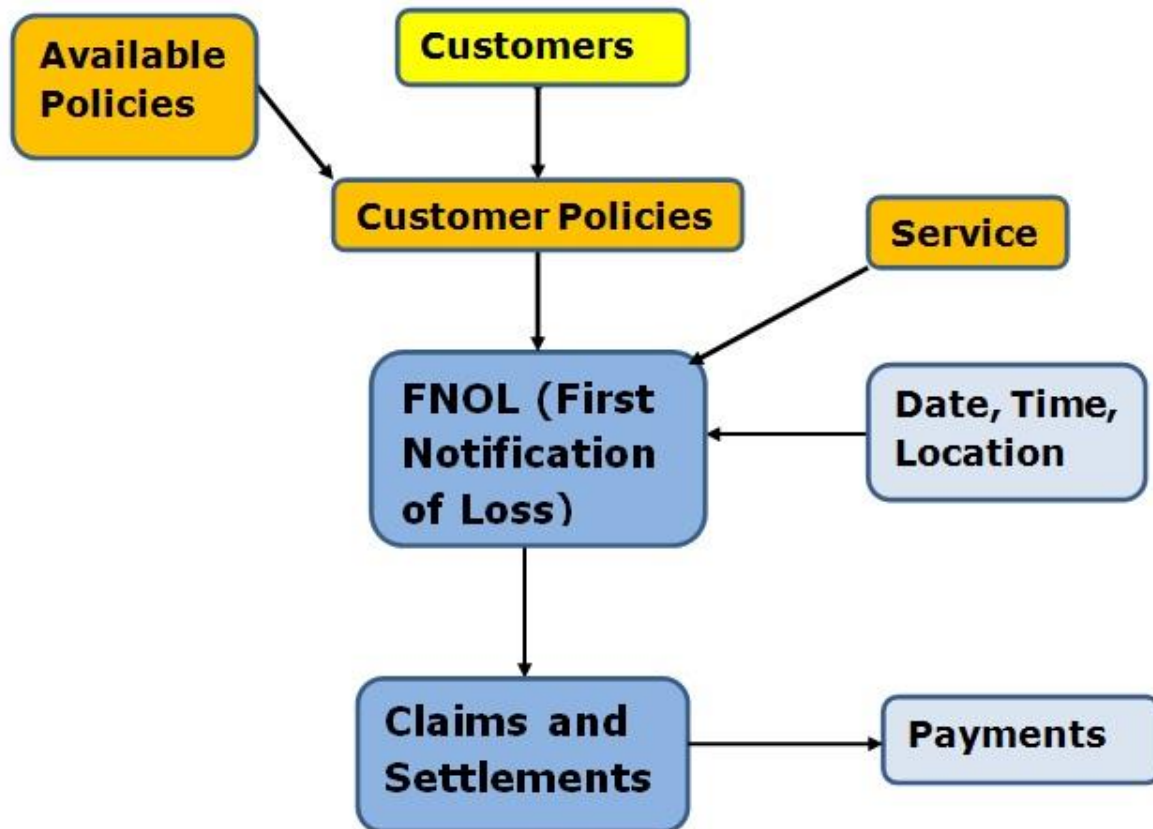 Available
Policies
Customers
Customer Policies
Service
FNOL (First
Notification
of Loss)
Date, Time,
Location
Claims and
Settlements
Payments